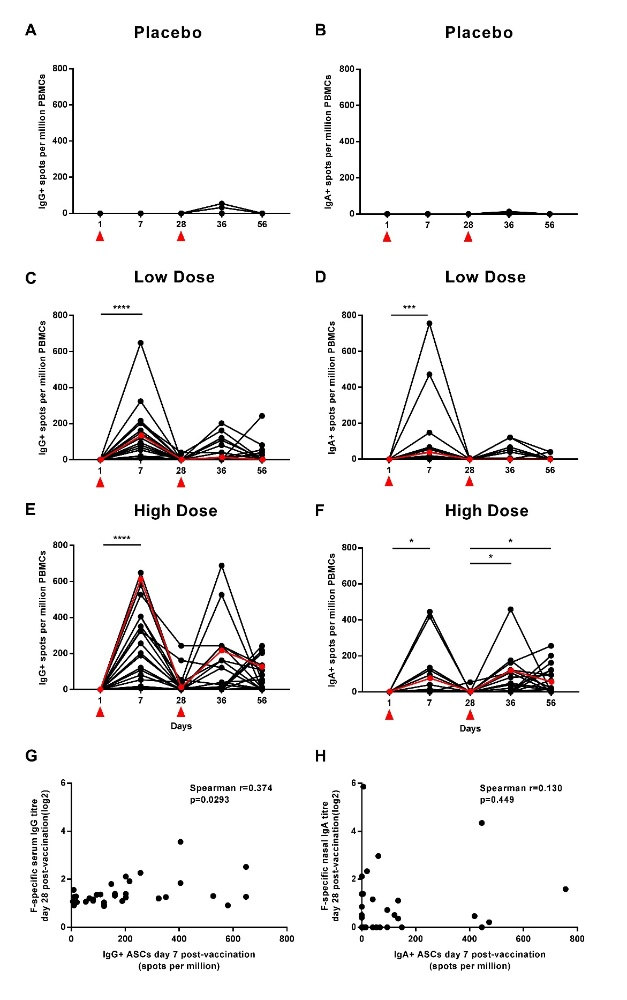 A
Placebo
B
Placebo
IgG+ spots per million PBMCs
800
600
400
200
0
1 7 28 36 56
IgA+ spots per million PBMCs
800
600
400
200
0
1 7 28 36 56
C
Low Dose
D
Low Dose
****
IgG+ spots per million PBMCs
800
600
400
200
0
1 7 28 36 56
***
IgA+ spots per million PBMCs
800
600
400
200
0
1 7 28 36 56
E
High Dose
F
High Dose
****
IgG+ spots per million PBMCs
800
600
400
200
0
1 7 28 36 56
Days
*
*
*
IgA+ spots per million PBMCs
800
600
400
200
0
1 7 28 36 56
Days
G
H
Spearman r=0.374
p=0.0293
F-specific serum IgG titre
day 28 post-vaccination(log2)
6
4
2
0
0 200 400 600 800
IgG+ ASCs day 7 post-vaccination
(spots per million)
Spearman r=0.130
p=0.449
F-specific nasal IgA titre
day 28 post-vaccination(log2)
6
4
2
0
0 200 400 600 800
IgA+ ASCs day 7 post-vaccination
(spots per million)